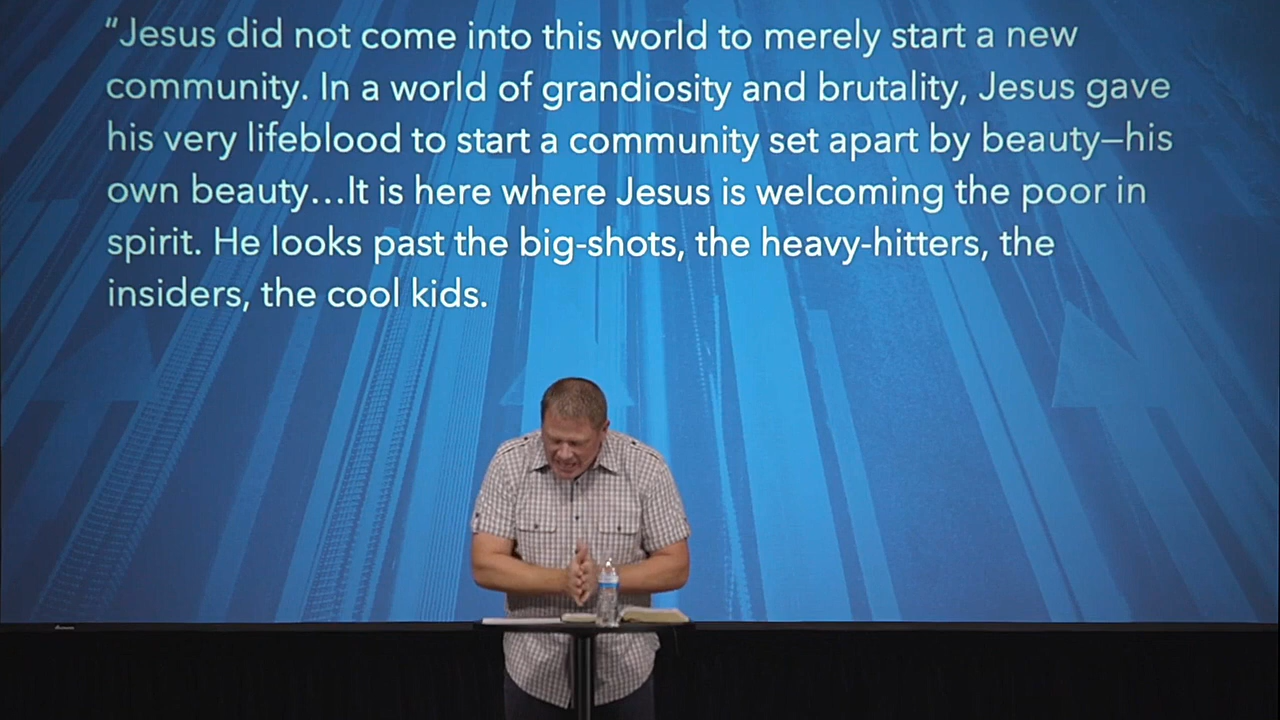 “Jesus did not come into this world to merely start a new
community. In a world of grandiosity and brutality, Jesus gave
his very lifeblood to start a community set apart by beauty—his
own beauty…It is here where Jesus is welcoming the poor in
spirit. He looks past the big-shots, the heavy-hitters, the
insiders, the cool kids.